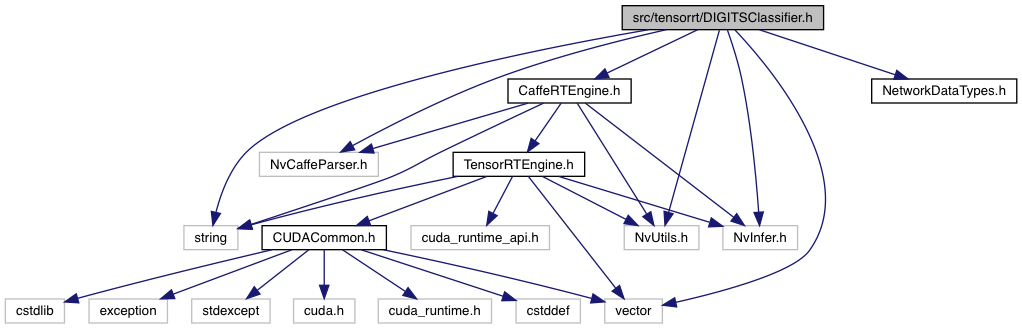 src/tensorrt/DIGITSClassifier.h
CaffeRTEngine.h
NetworkDataTypes.h
NvCaffeParser.h
TensorRTEngine.h
string
CUDACommon.h
cuda_runtime_api.h
NvUtils.h
NvInfer.h
cstdlib
exception
stdexcept
cuda.h
cuda_runtime.h
cstddef
vector